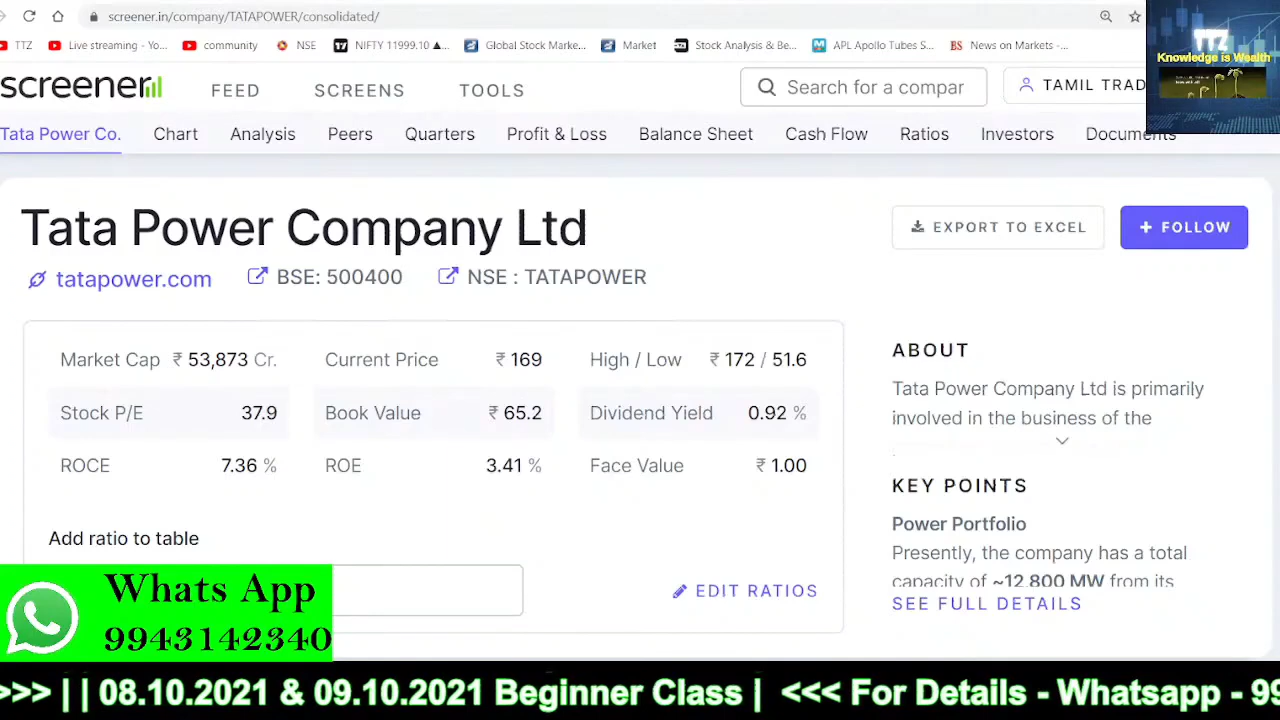 screener.in/company/TATAPOWER/consolidated/
TTZ Live streaming - Yo... community NSE NIFTY 11999.10 ▲... Global Stock Marke... Market Stock Analysis & Be... APL Apollo Tubes S... BS News on Markets -...
TTZ
Knowledge is Wealth
screener FEED SCREENS TOOLS Search for a compar TAMIL TRAD
Tata Power Co. Chart Analysis Peers Quarters Profit & Loss Balance Sheet Cash Flow Ratios Investors Documents
Tata Power Company Ltd
EXPORT TO EXCEL + FOLLOW
tatapower.com BSE: 500400 NSE : TATAPOWER
Market Cap ₹ 53,873 Cr. Current Price ₹ 169 High / Low ₹ 172 / 51.6
Stock P/E 37.9 Book Value ₹ 65.2 Dividend Yield 0.92 %
ROCE 7.36 % ROE 3.41 % Face Value ₹ 1.00
Add ratio to table
EDIT RATIOS
ABOUT
Tata Power Company Ltd is primarily
involved in the business of the
KEY POINTS
Power Portfolio
Presently, the company has a total
capacity of ~12,800 MW from its
SEE FULL DETAILS
Whats App
9943142340
>>> | | 08.10.2021 & 09.10.2021 Beginner Class | <<< For Details - Whatsapp - 99